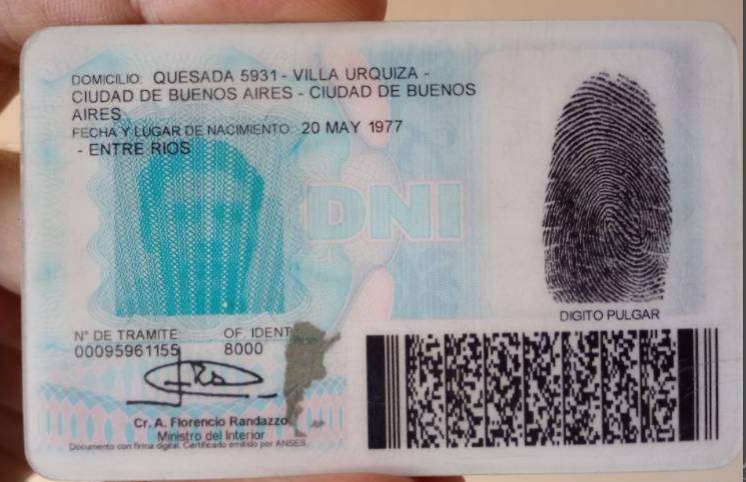 DOMICILIO: QUESADA 5931 - VILLA URQUIZA -
CIUDAD DE BUENOS AIRES - CIUDAD DE BUENOS
AIRES
FECHA Y LUGAR DE NACIMIENTO: 20 MAY 1977
- ENTRE RIOS
DNI
DIGITO PULGAR
N° DE TRAMITE OF. IDENT
00095961155 8000
Cr. A. Florencio Randazzo
Ministro del Interior
Documento con firma digital. Certificado emitido por ANSES.